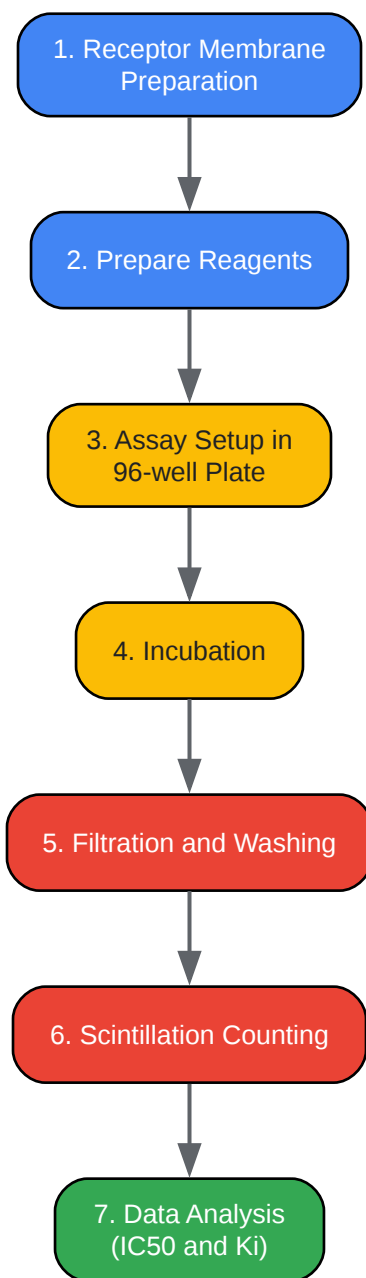 1. Receptor Membrane
Preparation
2. Prepare Reagents
3. Assay Setup in
96-well Plate
4. Incubation
5. Filtration and Washing
6. Scintillation Counting
7. Data Analysis
(IC50 and Ki)